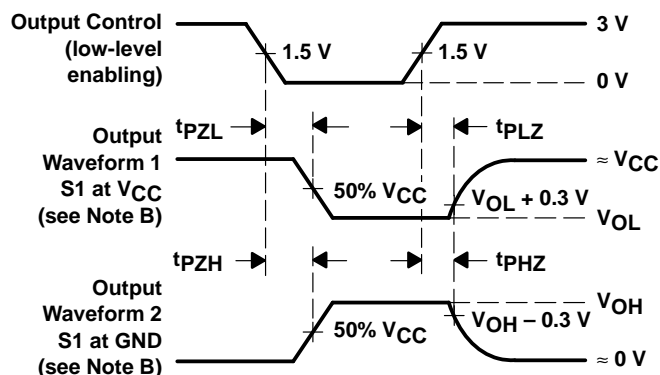 Output Control
(low-level
enabling)
1.5 V
1.5 V
3 V
0 V
tPZL
tPLZ
Output
Waveform 1
S1 at VCC
(see Note B)
50% VCC
≈ VCC
VOL + 0.3 V
VOL
tPZH
tPHZ
Output
Waveform 2
S1 at GND
(see Note B)
50% VCC
VOH
VOH − 0.3 V
≈ 0 V